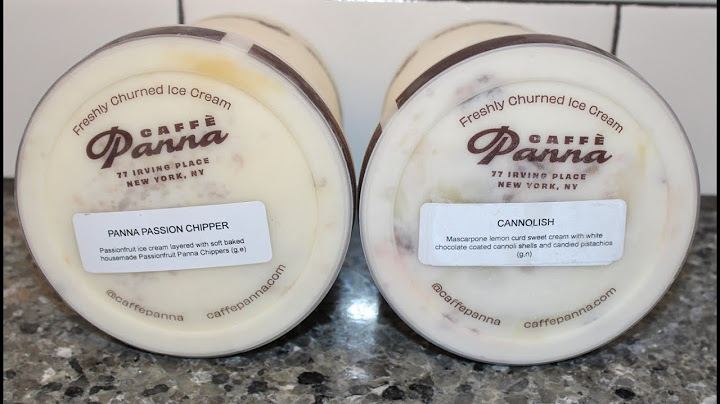 Freshly Churned Ice Cream
CAFFÈ
Panna
77 IRVING PLACE
NEW YORK, NY
PANNA PASSION CHIPPER
Passionfruit ice cream layered with soft baked
housemade Passionfruit Panna Chippers (g,e)
@caffepanna caffepanna.com
Freshly Churned Ice Cream
CAFFÈ
Panna
77 IRVING PLACE
NEW YORK, NY
CANNOLISH
Mascarpone lemon curd sweet cream with white
chocolate coated cannoli shells and candied pistachios
(g,n)
@caffepanna caffepanna.com